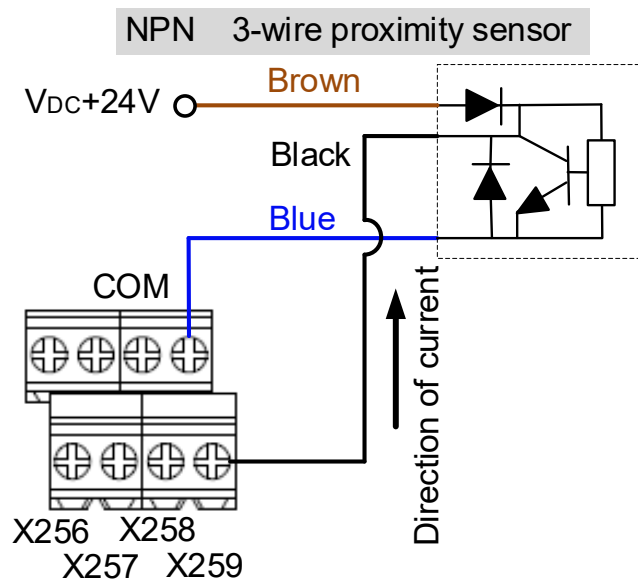 NPN 3-wire proximity sensor
Brown
VDC+24V
Black
Blue
COM
Direction of current
X256 X258
X257 X259